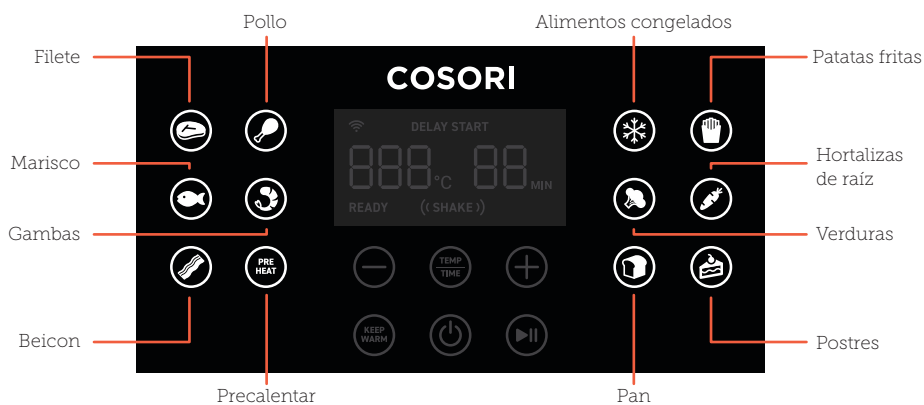 Pollo
Alimentos congelados
Filete
Patatas fritas
COSORI
DELAY START
Marisco
Hortalizas
de raíz
888 °C 88 MIN
READY ((SHAKE))
Gambas
Verduras
PRE
HEAT
TEMP
TIME
KEEP
WARM
Beicon
Postres
Precalentar
Pan